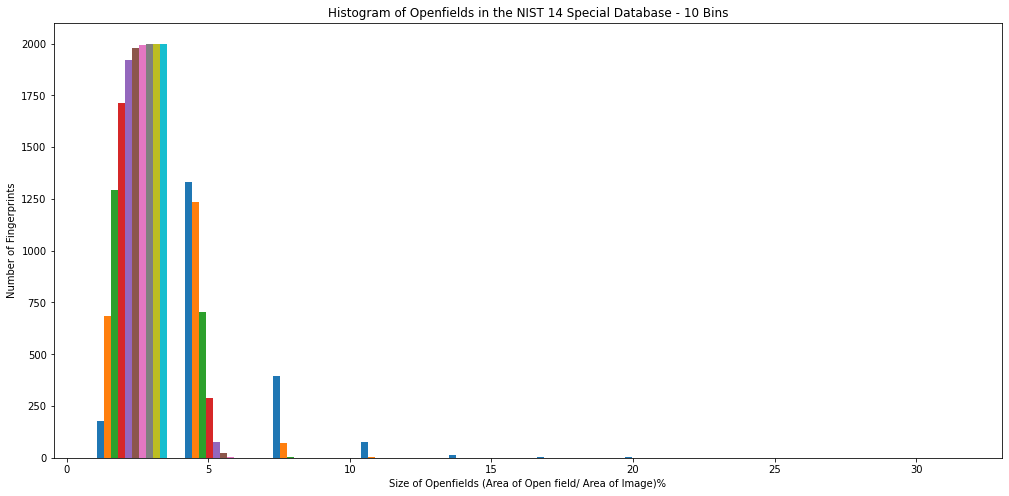 Histogram of Openfields in the NIST 14 Special Database - 10 Bins
Number of Fingerprints
2000
1750
1500
1250
1000
750
500
250
0
0 5 10 15 20 25 30
Size of Openfields (Area of Open field/ Area of Image)%